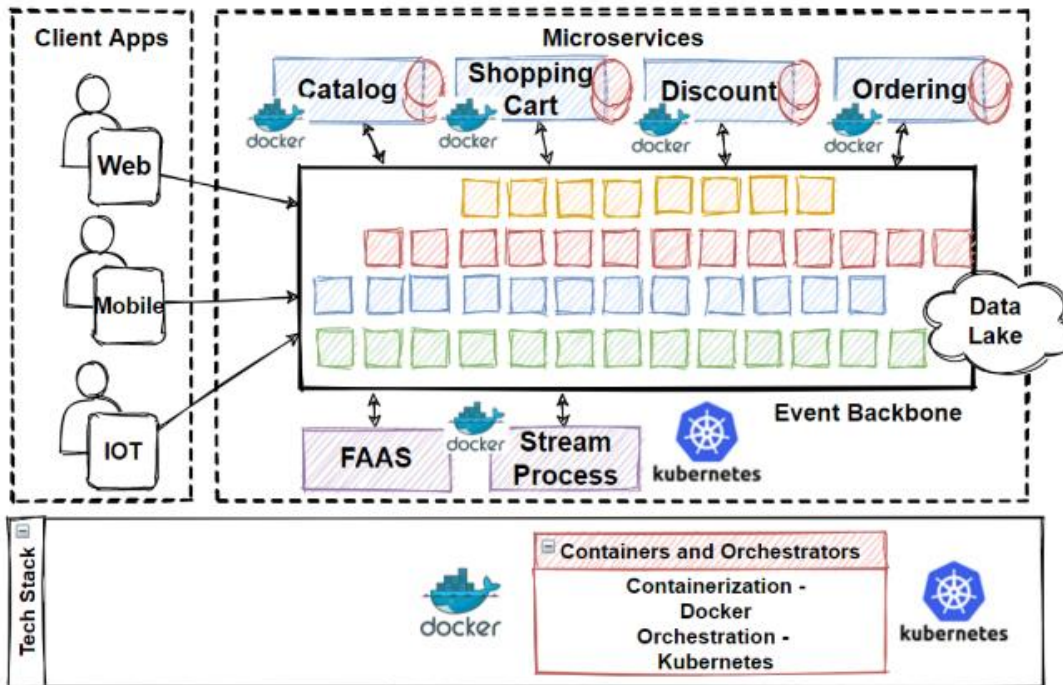 Client Apps
Web
Mobile
IOT
Microservices
Catalog
docker
Shopping
Cart
docker
Discount
docker
Ordering
docker
Data
Lake
Event Backbone
FAAS
docker
Stream
Process
kubernetes
Tech Stack
docker
Containers and Orchestrators
Containerization -
Docker
Orchestration -
Kubernetes
kubernetes